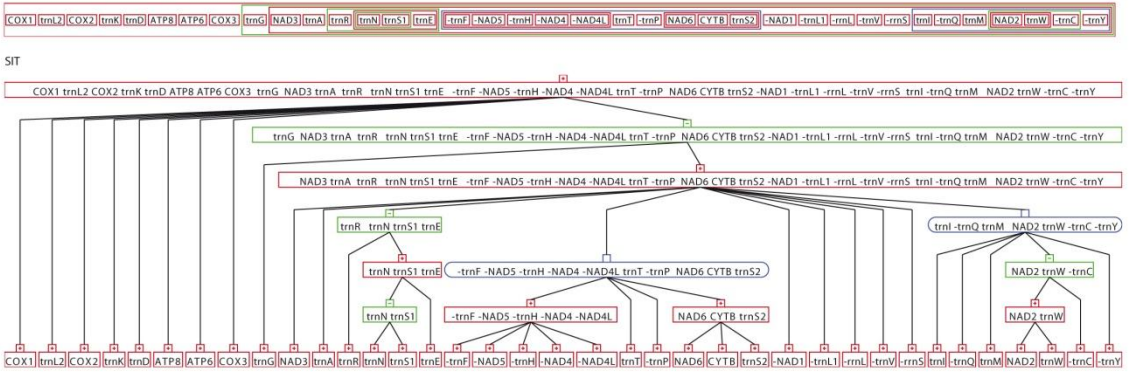 COX1 trnL2 COX2 trnK trnD ATP8 ATP6 COX3 trnG NAD3 trnA trnR trnN trnS1 trnE -trnF -NAD5 -trnH -NAD4 -NAD4L trnT -trnP NAD6 CYTB trnS2 -NAD1 -trnL1 -rrnL -trnV -rrnS trnI -trnQ trnM NAD2 trnW -trnC -trnY
SIT
+
COX1 trnL2 COX2 trnK trnD ATP8 ATP6 COX3 trnG NAD3 trnA trnR trnN trnS1 trnE -trnF -NAD5 -trnH -NAD4 -NAD4L trnT -trnP NAD6 CYTB trnS2 -NAD1 -trnL1 -rrnL -trnV -rrnS trnI -trnQ trnM NAD2 trnW -trnC -trnY
-
trnG NAD3 trnA trnR trnN trnS1 trnE -trnF -NAD5 -trnH -NAD4 -NAD4L trnT -trnP NAD6 CYTB trnS2 -NAD1 -trnL1 -rrnL -trnV -rrnS trnI -trnQ trnM NAD2 trnW -trnC -trnY
+
NAD3 trnA trnR trnN trnS1 trnE -trnF -NAD5 -trnH -NAD4 -NAD4L trnT -trnP NAD6 CYTB trnS2 -NAD1 -trnL1 -rrnL -trnV -rrnS trnI -trnQ trnM NAD2 trnW -trnC -trnY
-
trnR trnN trnS1 trnE trnI -trnQ trnM NAD2 trnW -trnC -trnY
+ -
trnN trnS1 trnE -trnF -NAD5 -trnH -NAD4 -NAD4L trnT -trnP NAD6 CYTB trnS2 NAD2 trnW -trnC
- + + +
trnN trnS1 -trnF -NAD5 -trnH -NAD4 -NAD4L NAD6 CYTB trnS2 NAD2 trnW
+ + + + + + + + + + + + + + + + + + + + + + + + + + + + + + + + + + + + +
COX1 trnL2 COX2 trnK trnD ATP8 ATP6 COX3 trnG NAD3 trnA trnR trnN trnS1 trnE -trnF -NAD5 -trnH -NAD4 -NAD4L trnT -trnP NAD6 CYTB trnS2 -NAD1 -trnL1 -rrnL -trnV -rrnS trnI -trnQ trnM NAD2 trnW -trnC -trnY